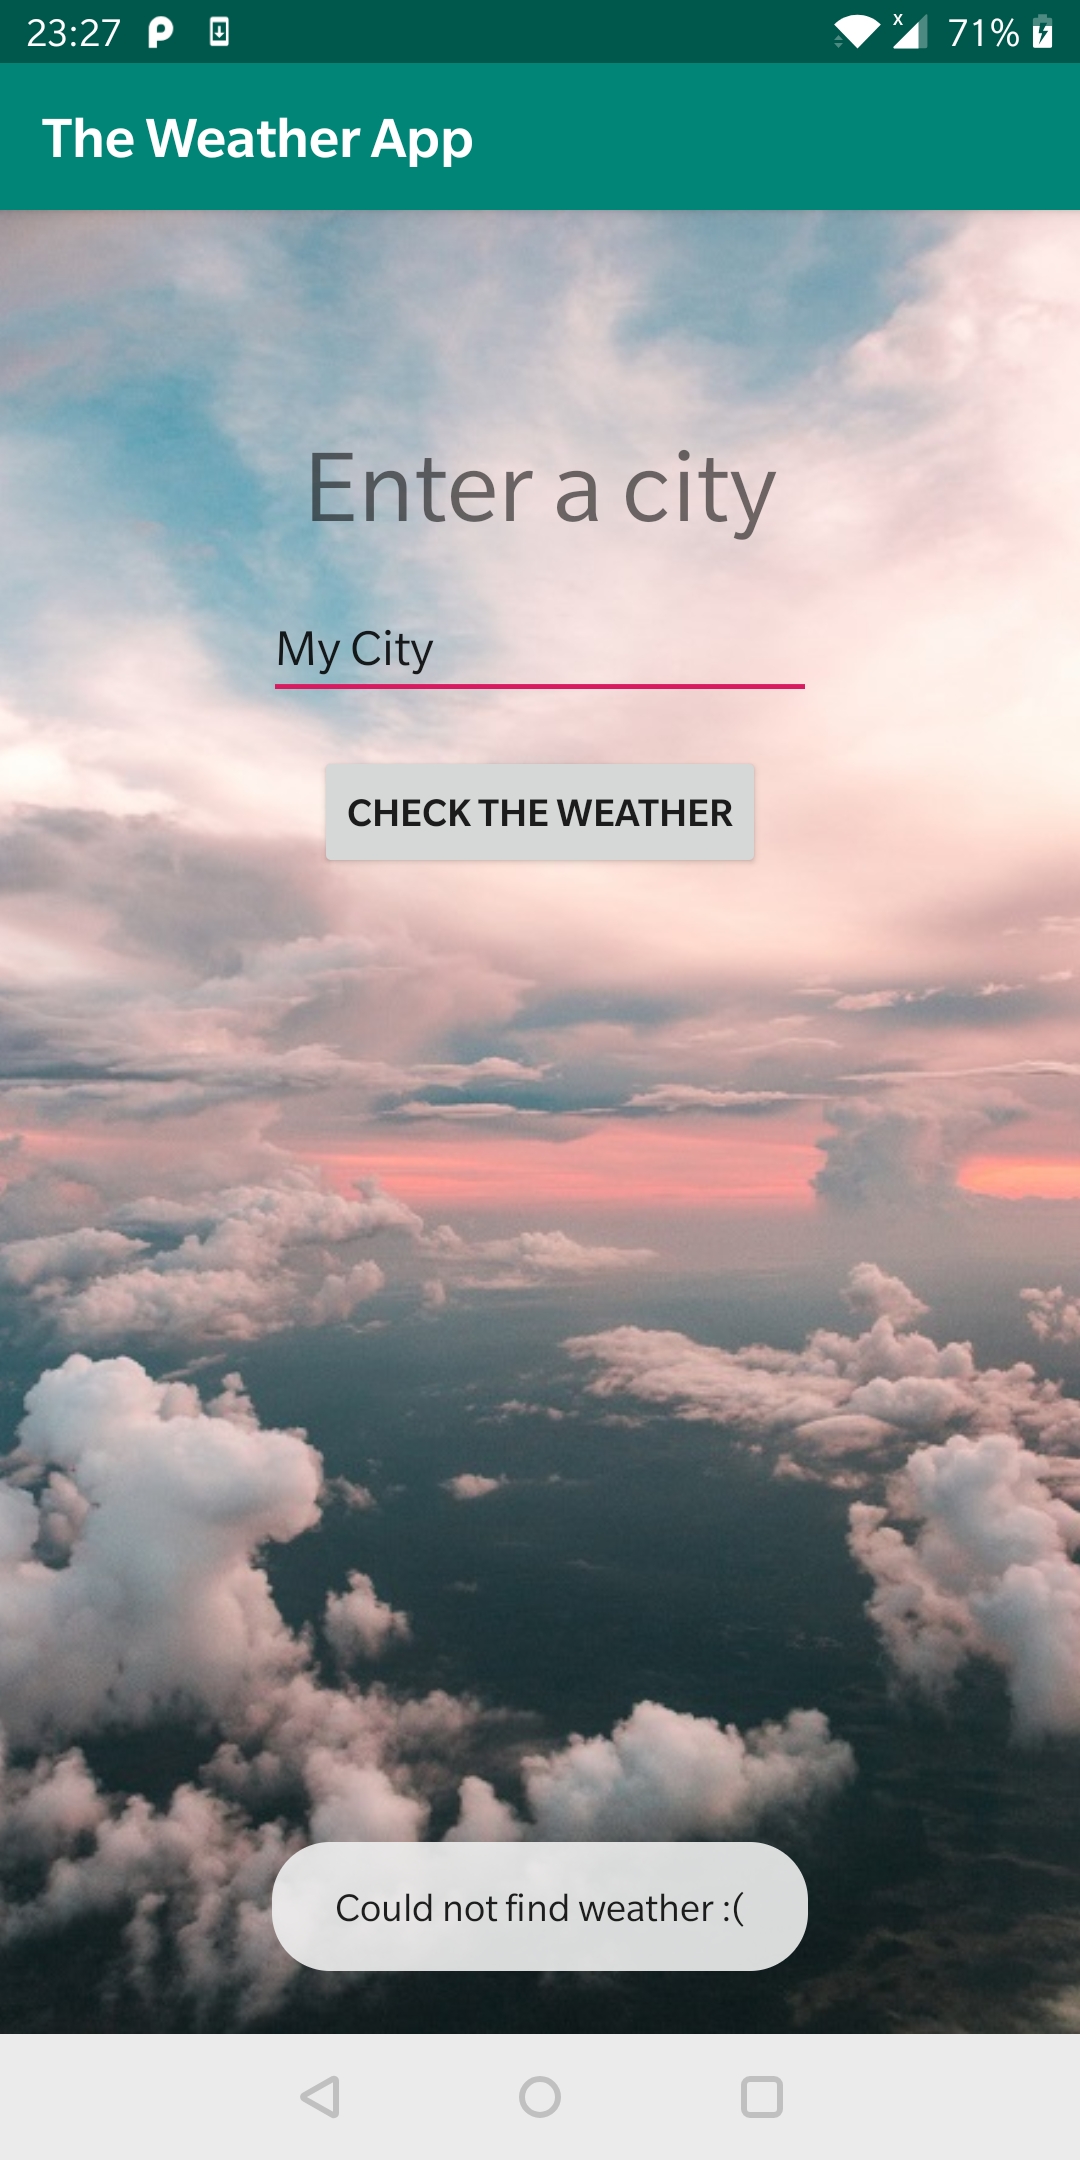 23:27 71%
The Weather App
Enter a city
My City
CHECK THE WEATHER
Could not find weather :(